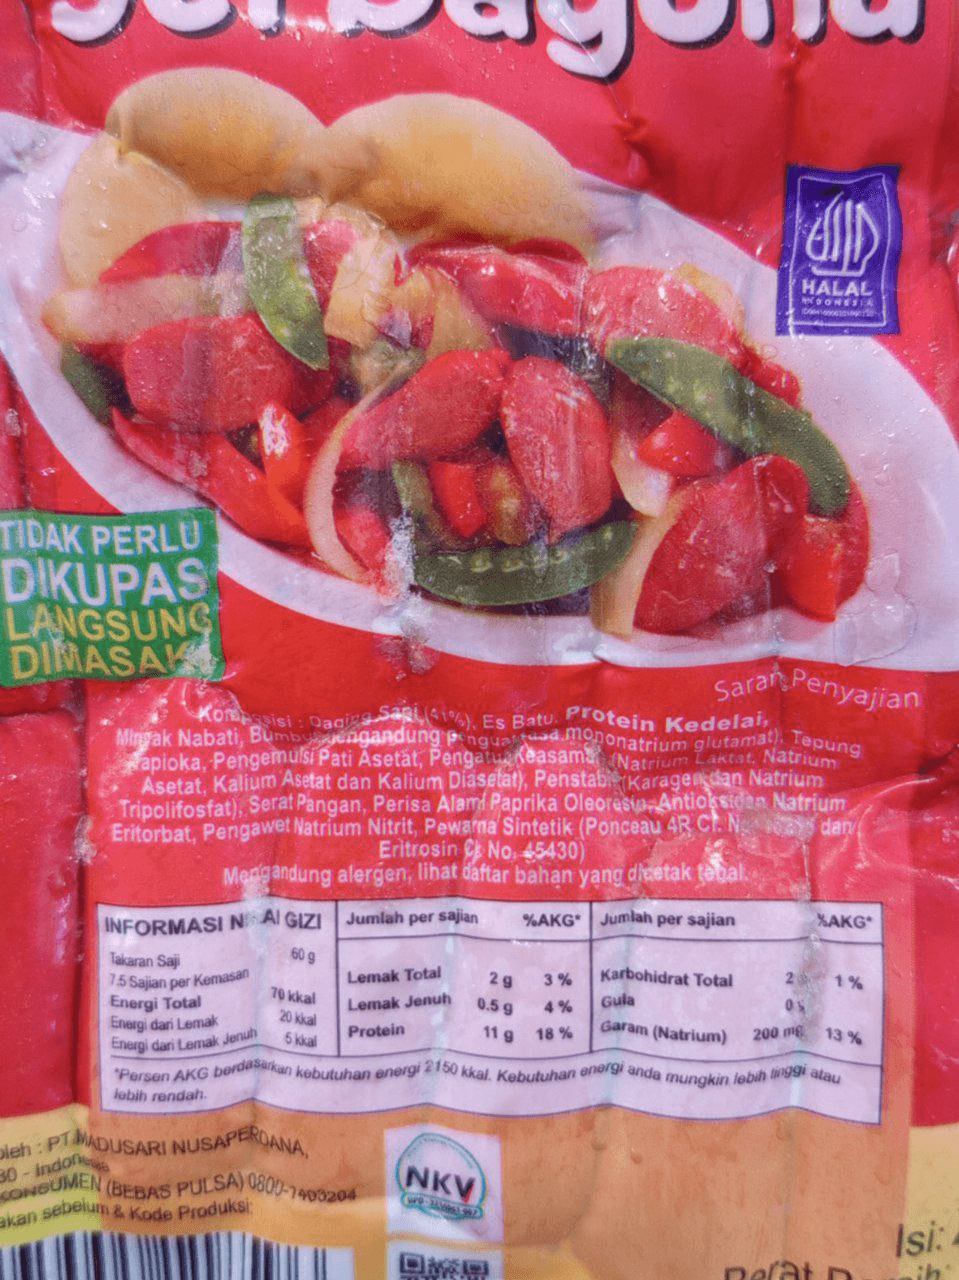 HALAL
INDONESIA
TIDAK PERLU
DIKUPAS
LANGSUNG
DIMASAK
Saran Penyajian
Komposisi : Daging Sapi (41%), Es Batu, Protein Kedelai,
Minyak Nabati, Bumbu (mengandung penguat rasa mononatrium glutamat), Tepung
Tapioka, Pengemulsi Pati Asetat, Pengatur Keasaman (Natrium Laktat, Natrium
Asetat, Kalium Asetat dan Kalium Diasetat), Penstabil (Karagen dan Natrium
Tripolifosfat), Serat Pangan, Perisa Alami Paprika Oleoresin, Antioksidan Natrium
Eritorbat, Pengawet Natrium Nitrit, Pewarna Sintetik (Ponceau 4R CI. dan
Eritrosin CI. No. 45430)
Mengandung alergen, lihat daftar bahan yang dicetak tebal.
INFORMASI NILAI GIZI Jumlah per sajian %AKG* Jumlah per sajian %AKG*
Takaran Saji 60 g
7.5 Sajian per Kemasan
Energi Total 70 kkal
Energi dari Lemak 20 kkal
Energi dari Lemak Jenuh 5 kkal
Lemak Total 2 g 3 %
Lemak Jenuh 0.5 g 4 %
Protein 11 g 18 %
Karbohidrat Total 2 g 1 %
Gula 0 g
Garam (Natrium) 200 mg 13 %
*Persen AKG berdasarkan kebutuhan energi 2150 kkal. Kebutuhan energi anda mungkin lebih tinggi atau
lebih rendah.
oleh : PT MADUSARI NUSAPERDANA,
30 - Indonesia
KONSUMEN (BEBAS PULSA) 0800-1403204
akan sebelum & Kode Produksi:
NKV
Isi:
Berat